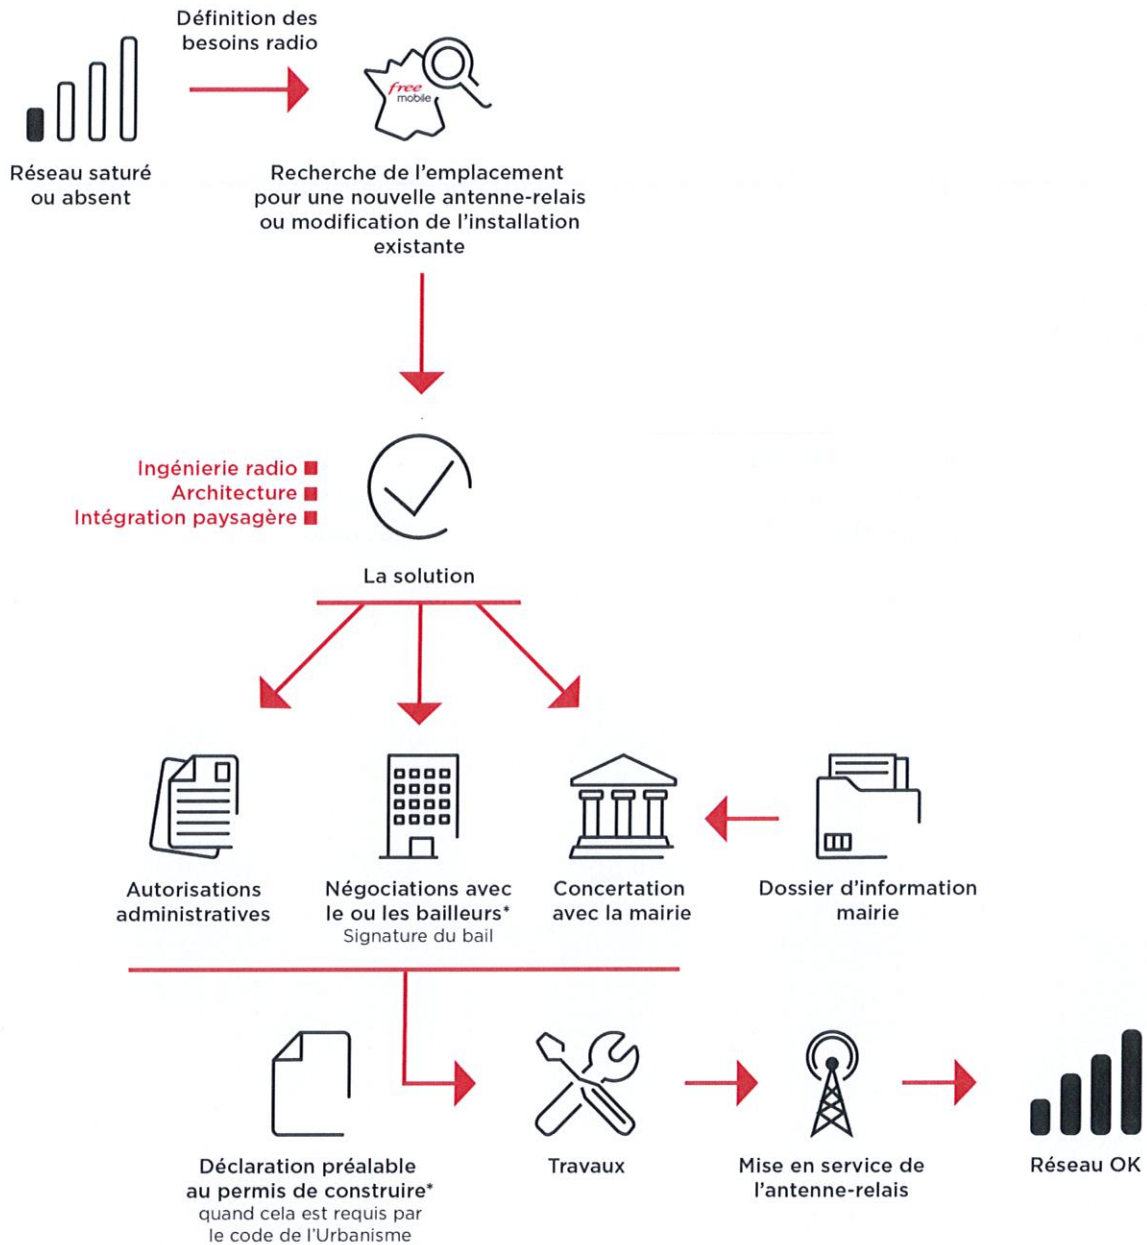 Définition des
besoins radio
free
mobile
Réseau saturé
ou absent
Recherche de l'emplacement
pour une nouvelle antenne-relais
ou modification de l'installation
existante
Ingénierie radio
Architecture
Intégration paysagère
La solution
Autorisations
administratives
Négociations avec
le ou les bailleurs*
Signature du bail
Concertation
avec la mairie
Dossier d'information
mairie
Déclaration préalable
au permis de construire*
quand cela est requis par
le code de l'Urbanisme
Travaux
Mise en service de
l'antenne-relais
Réseau OK